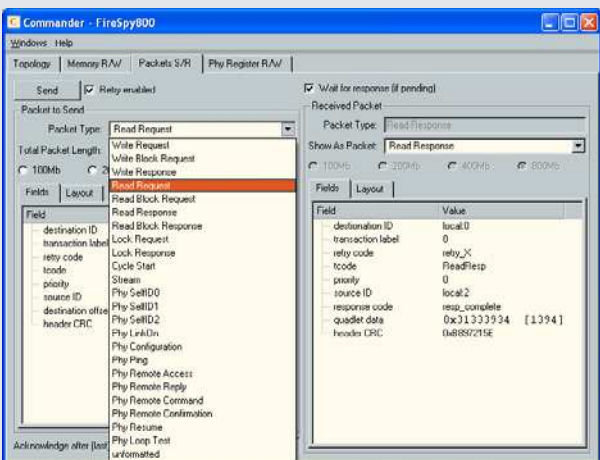 Commander - FireSpy800
Windows Help
Topology Memory R/W Packets S/R Phy Register R/W
Send Retry enabled
Packet to Send
Packet Type: Read Request
Total Packet Length:
100Mb
Fields Layout
Field
destination ID
transaction label
retry code
tcode
priority
source ID
destination offse
header CRC
Acknowledge after (last)
Write Request
Write Block Request
Write Response
Read Request
Read Block Request
Read Response
Read Block Response
Lock Request
Lock Response
Cycle Start
Stream
Phy SelfID0
Phy SelfID1
Phy SelfID2
Phy LinkOn
Phy Configuration
Phy Ping
Phy Remote Access
Phy Remote Reply
Phy Remote Command
Phy Remote Confirmation
Phy Resume
Phy Loop Test
unformatted
Wait for response (if pending)
Received Packet
Packet Type: Read Response
Show As Packet: Read Response
100Mb 200Mb 400Mb 800Mb
Fields Layout
Field Value
destination ID local:0
transaction label 0
retry code retry_X
tcode ReadResp
priority 0
source ID local:2
response code resp_complete
quadlet data 0x31333934 [1394]
header CRC 0x8897215E